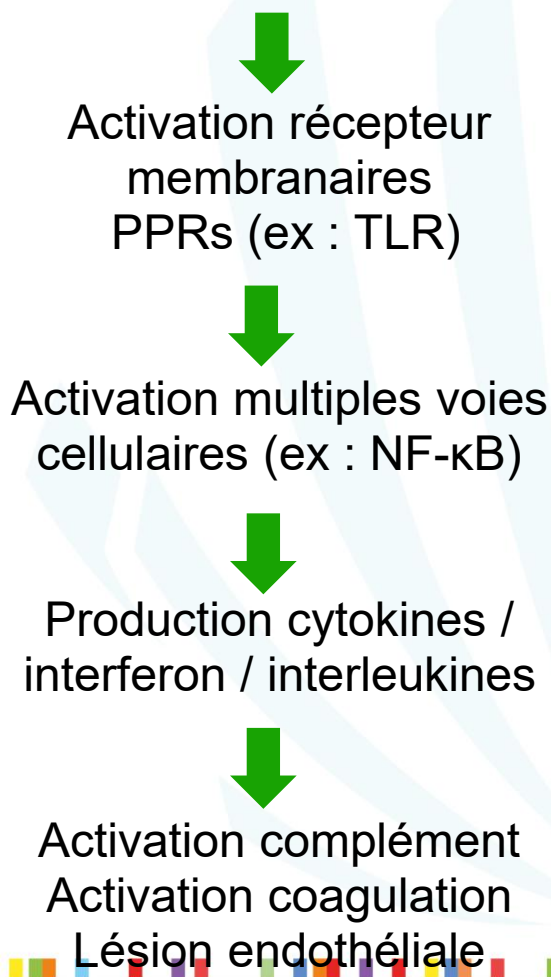 Activation récepteur
membranaires
PPRs (ex : TLR)
Activation multiples voies
cellulaires (ex : NF-κB)
Production cytokines /
interferon / interleukines
Activation complément
Activation coagulation
Lésion endothéliale